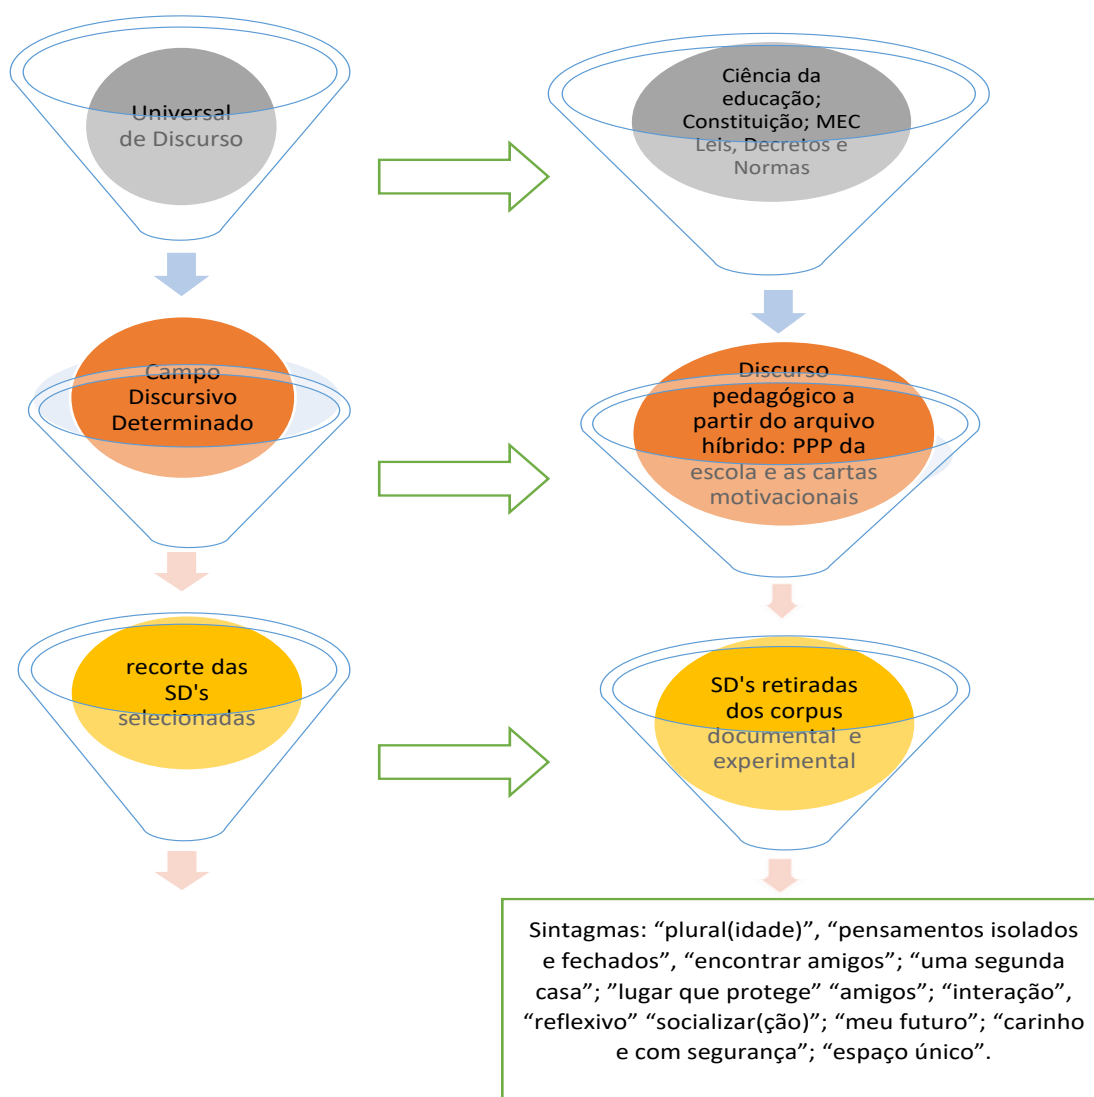 Universal
de Discurso
Ciência da
educação;
Constituição; MEC
Leis, Decretos e
Normas
Campo
Discursivo
Determinado
Discurso
pedagógico a
partir do arquivo
híbrido: PPP da
escola e as cartas
motivacionais
recorte das
SD's
selecionadas
SD's retiradas
dos corpus
documental e
experimental
Sintagmas: “plural(idade)”, “pensamentos isolados
e fechados”, “encontrar amigos”; “uma segunda
casa”; ”lugar que protege” “amigos”; “interação”,
“reflexivo” “socializar(ção)”; “meu futuro”; “carinho
e com segurança”; “espaço único”.